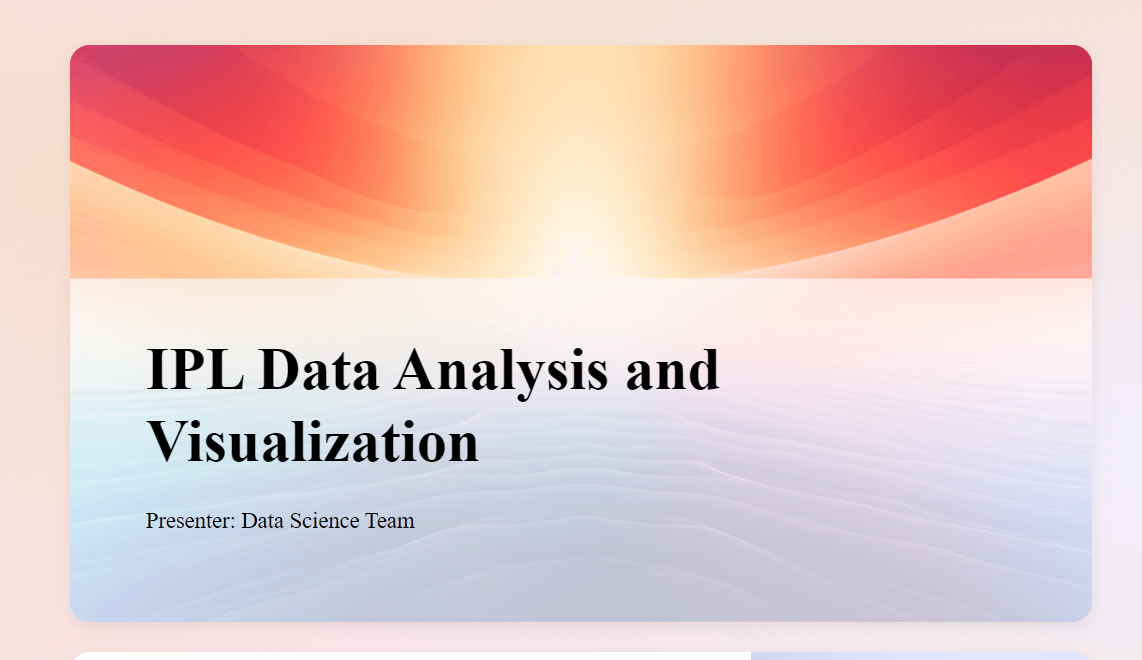 IPL Data Analysis and
Visualization
Presenter: Data Science Team